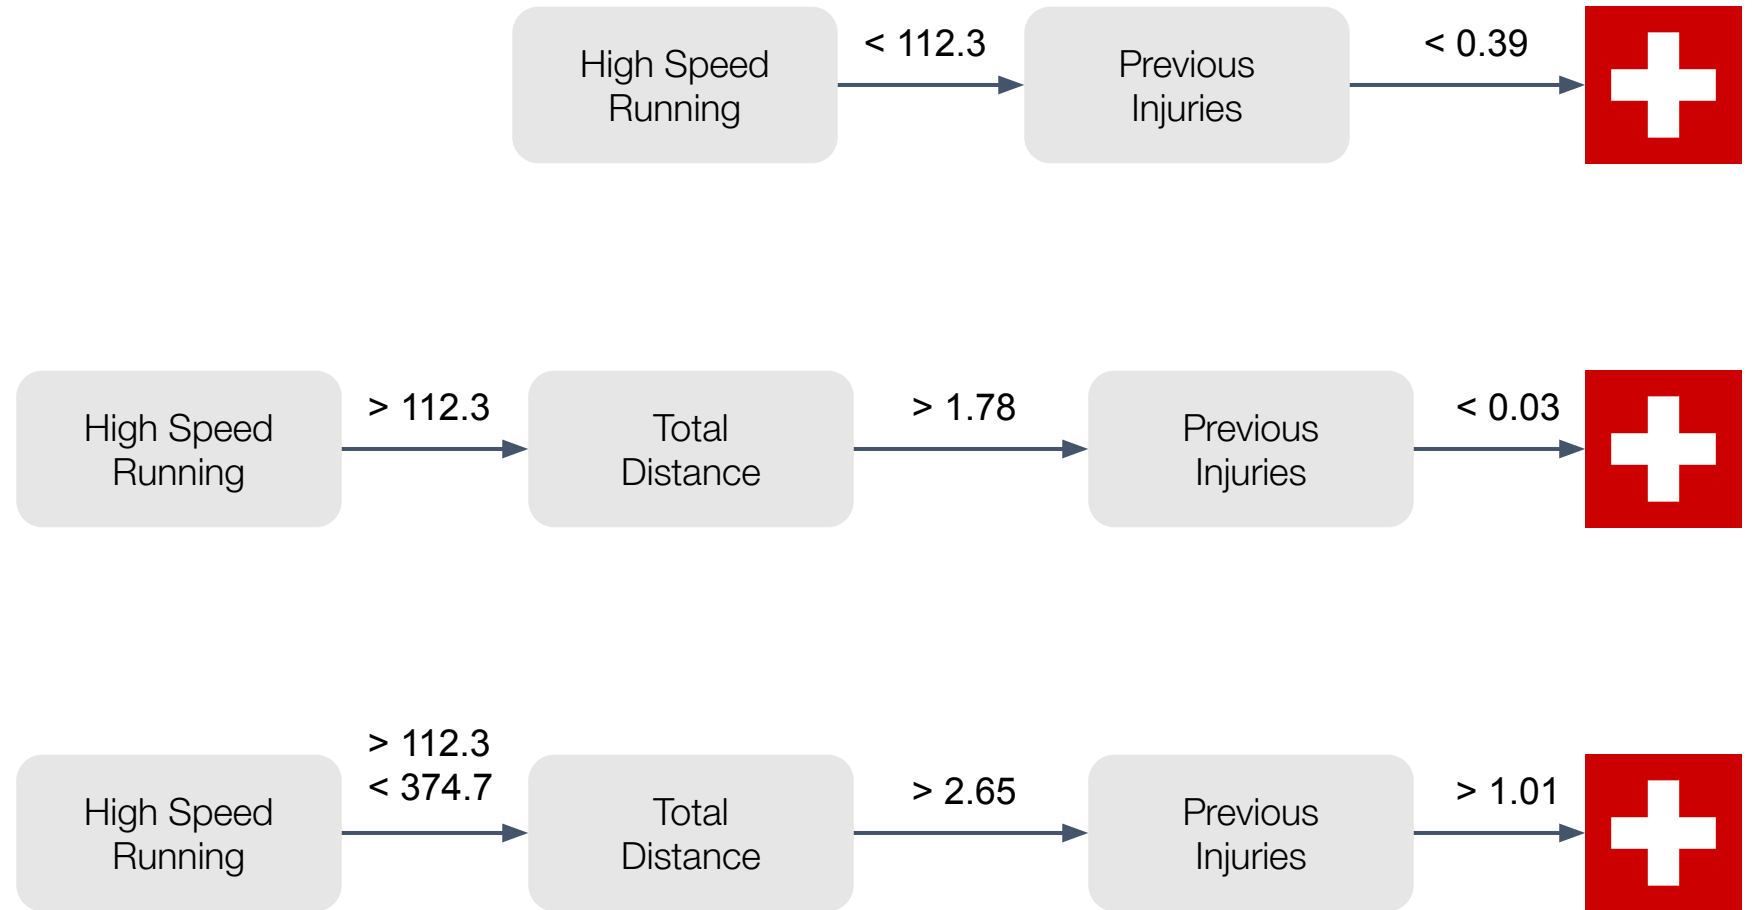 High Speed
Running
< 112.3
Previous
Injuries
< 0.39
High Speed
Running
> 112.3
Total
Distance
> 1.78
Previous
Injuries
< 0.03
High Speed
Running
> 112.3
< 374.7
Total
Distance
> 2.65
Previous
Injuries
> 1.01